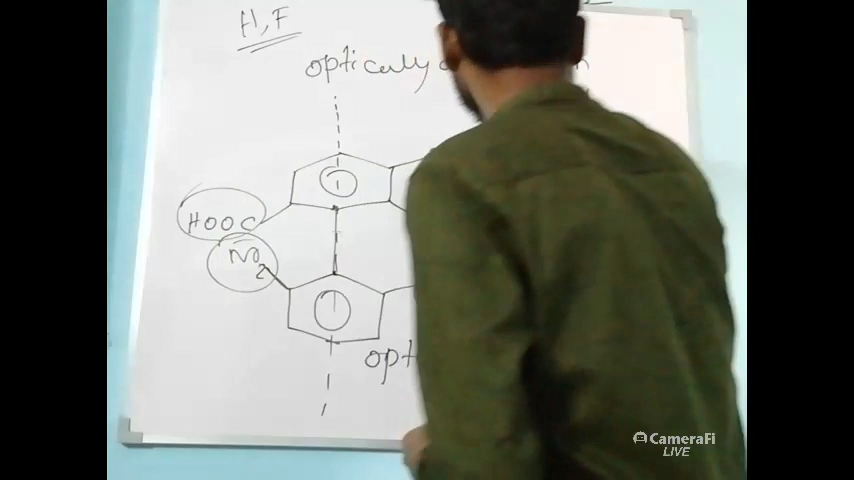 H, F
optically
HOOC
NO2
opt
CameraFi
LIVE